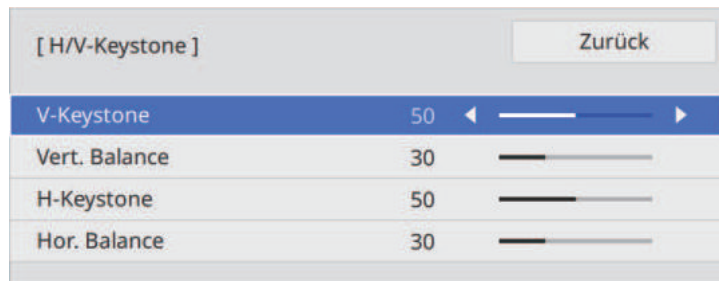 [ H/V-Keystone ] Zurück
V-Keystone 50
Vert. Balance 30
H-Keystone 50
Hor. Balance 30